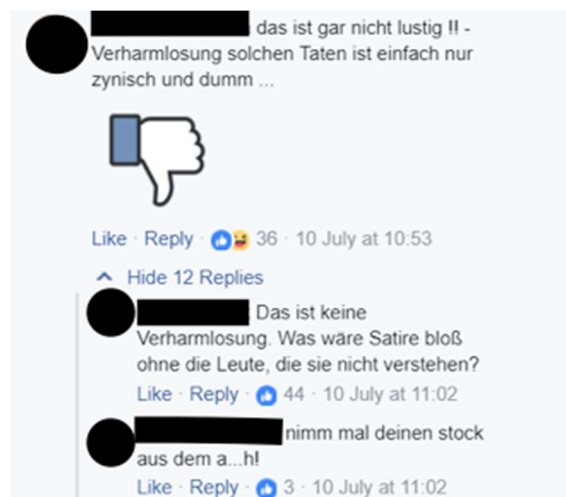 das ist gar nicht lustig !! -
Verharmlosung solchen Taten ist einfach nur
zynisch und dumm ...
Like · Reply · 36 · 10 July at 10:53
Hide 12 Replies
Das ist keine
Verharmlosung. Was wäre Satire bloß
ohne die Leute, die sie nicht verstehen?
Like · Reply · 44 · 10 July at 11:02
nimm mal deinen stock
aus dem a...h!
Like · Reply · 3 · 10 July at 11:02